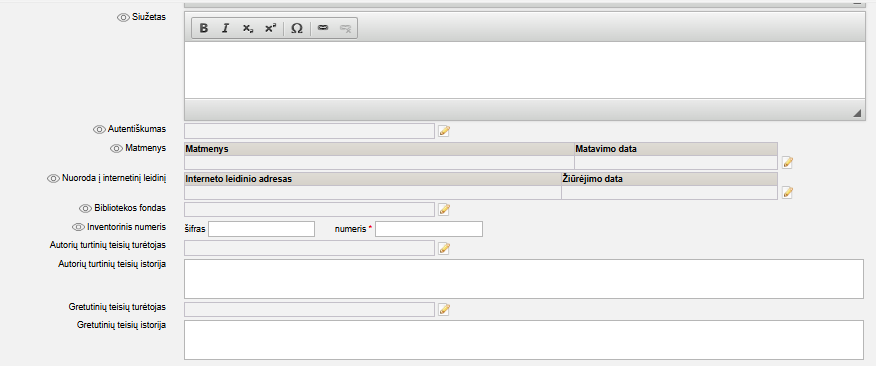 Siužetas
B I x₂ x² Ω
Autentiškumas
Matmenys
Matmenys Matavimo data
Nuoroda į internetinį leidinį
Interneto leidinio adresas Žiūrėjimo data
Bibliotekos fondas
Inventorinis numeris šifras numeris *
Autorių turtinių teisių turėtojas
Autorių turtinių teisių istorija
Gretutinių teisių turėtojas
Gretutinių teisių istorija